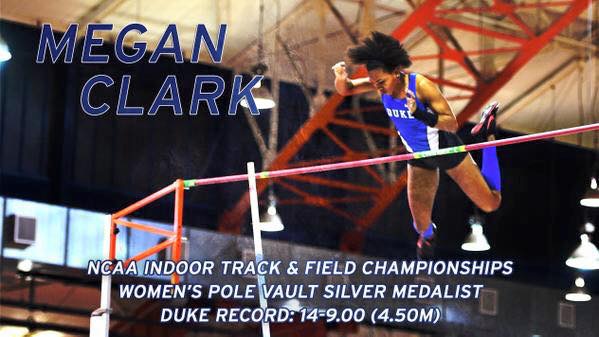 MEGAN
CLARK
DUKE
NCAA INDOOR TRACK & FIELD CHAMPIONSHIPS
WOMEN'S POLE VAULT SILVER MEDALIST
DUKE RECORD: 14-9.00 (4.50M)